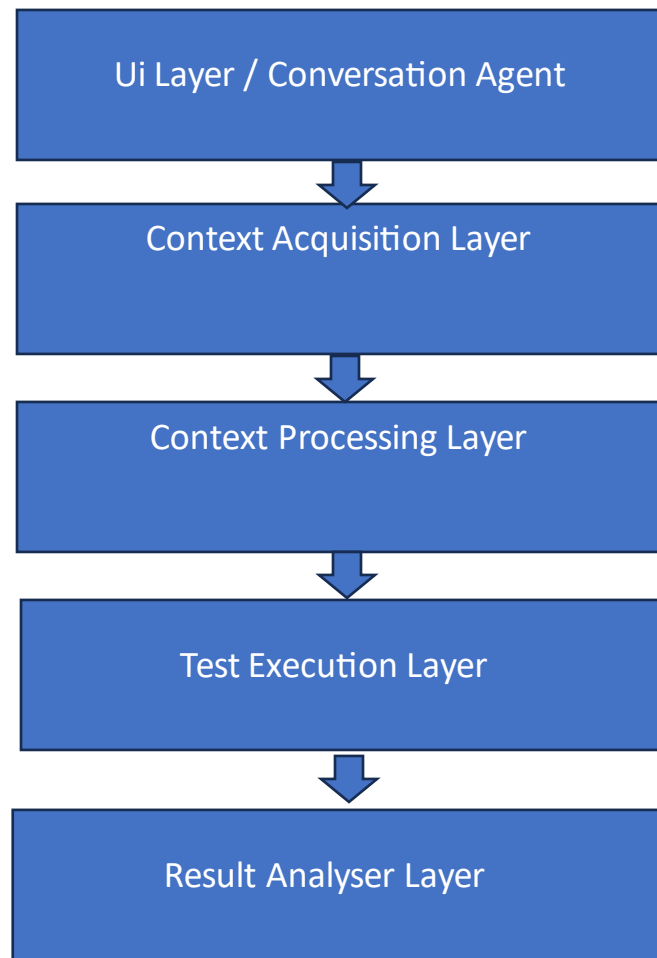 Ui Layer / Conversation Agent
Context Acquisition Layer
Context Processing Layer
Test Execution Layer
Result Analyser Layer